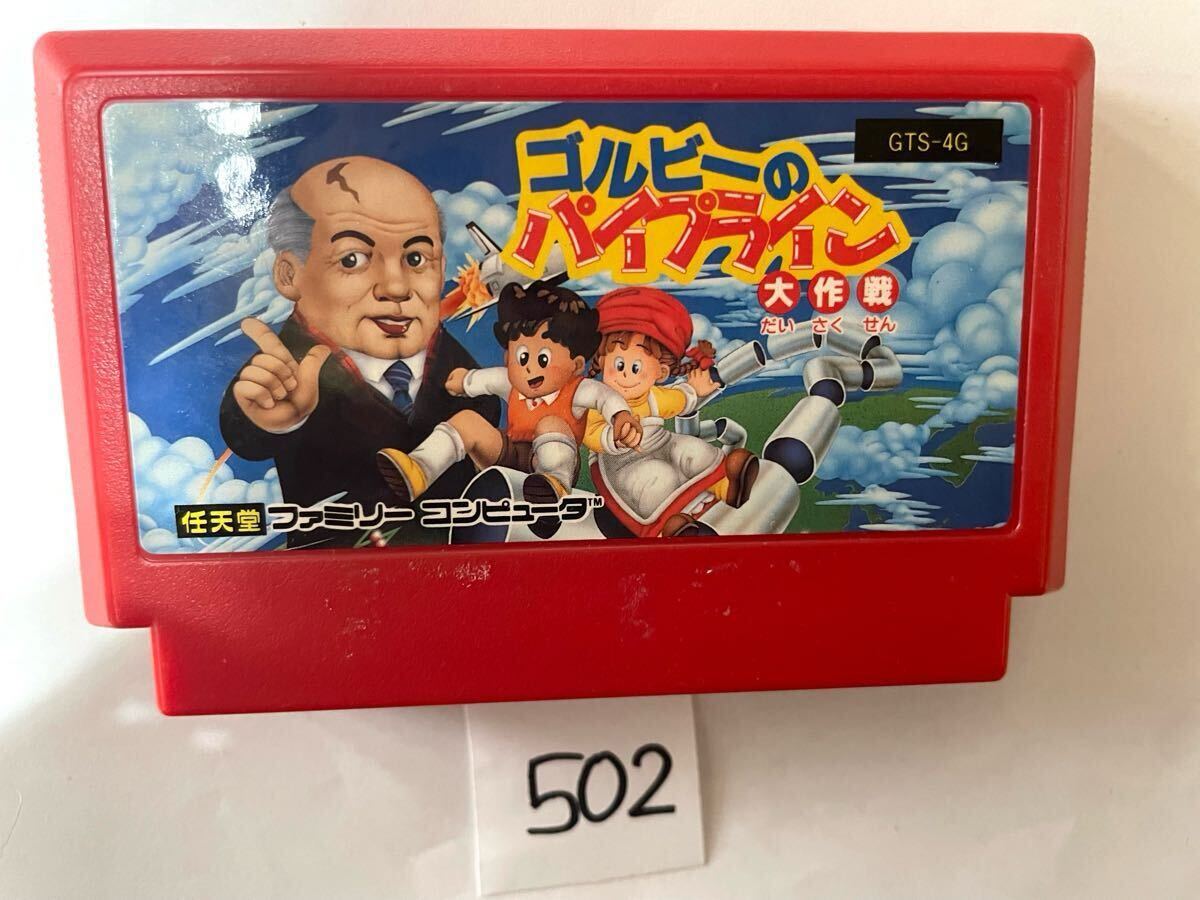 GTS-4G
ゴルビーの
パイプライン
大作戦
だい さく せん
任天堂 ファミリー コンピュータ™
502